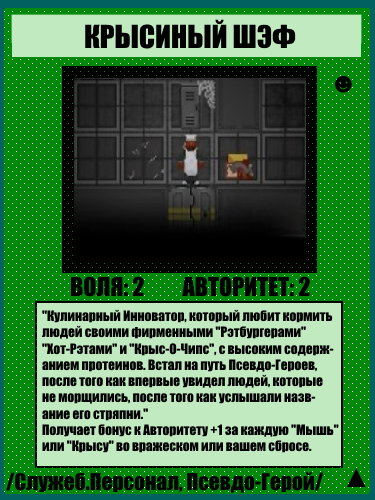 КРЫСИНЫЙ ШЭФ
ВОЛЯ: 2 АВТОРИТЕТ: 2
"Кулинарный Инноватор, который любит кормить
людей своими фирменными "Рэтбургерами"
"Хот-Рэтами" и "Крыс-О-Чипс", с высоким содерж-
анием протеинов. Встал на путь Псевдо-Героев,
после того как впервые увидел людей, которые
не морщились, после того как услышали назв-
ание его стряпни."
Получает бонус к Авторитету +1 за каждую "Мышь"
или "Крысу" во вражеском или вашем сбросе.
/Служеб.Персонал, Псевдо-Герой/